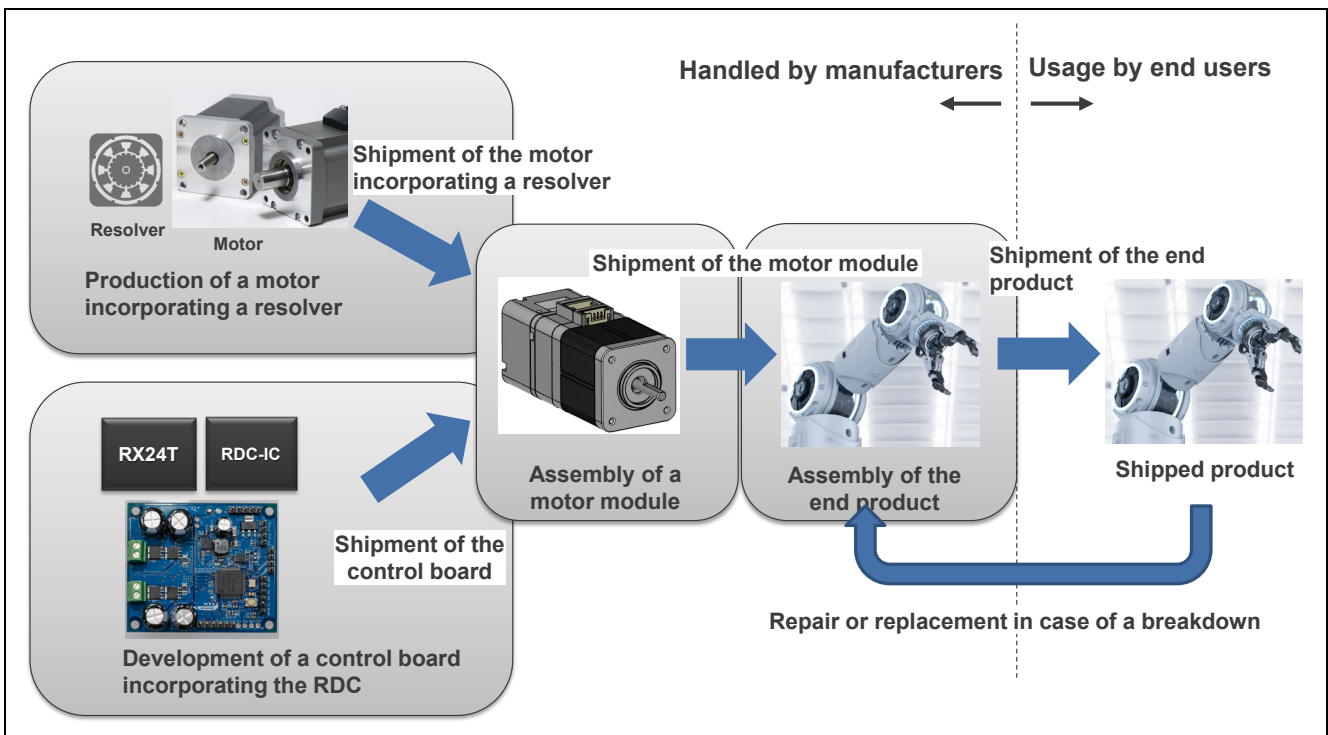 Handled by manufacturers
Usage by end users
Shipment of the motor
incorporating a resolver
Resolver
Motor
Production of a motor
incorporating a resolver
Shipment of the motor module
Shipment of the end
product
RX24T
RDC-IC
Assembly of a
motor module
Assembly of the
end product
Shipped product
Shipment of the
control board
Repair or replacement in case of a breakdown
Development of a control board
incorporating the RDC